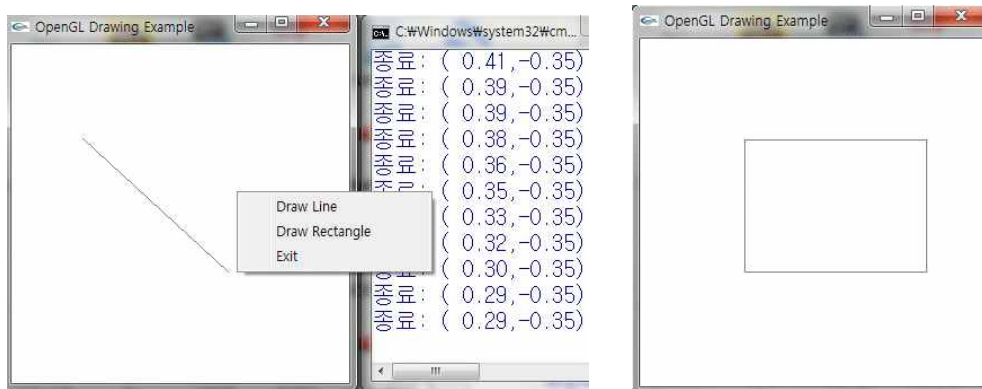 OpenGL Drawing Example
Draw Line
Draw Rectangle
Exit
C:₩Windows₩system32₩cm...
종료: ( 0.41,-0.35)
종료: ( 0.39,-0.35)
종료: ( 0.39,-0.35)
종료: ( 0.38,-0.35)
종료: ( 0.36,-0.35)
( 0.35,-0.35)
( 0.33,-0.35)
( 0.32,-0.35)
( 0.30,-0.35)
종료: ( 0.29,-0.35)
종료: ( 0.29,-0.35)
OpenGL Drawing Example